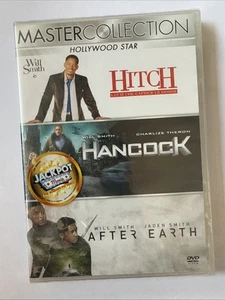 MASTERCOLLECTION
HOLLYWOOD STAR
Will
Smith
HITCH
WILL SMITH CHARLIZE THERON
HANCOCK
JACKPOT
WILL SMITH JADEN SMITH
AFTER EARTH
DVD